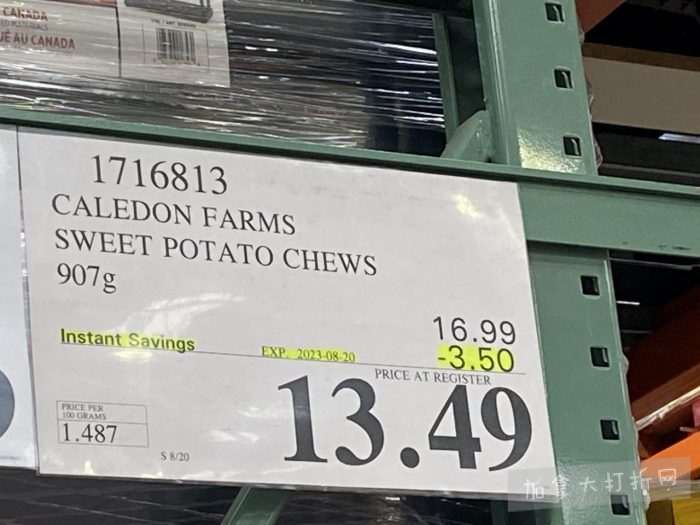 CANADA
UÉ AU CANADA
1716813
CALEDON FARMS
SWEET POTATO CHEWS
907g
16.99
Instant Savings EXP. 2023-08-20 -3.50
PRICE AT REGISTER
13.49
PRICE PER
100 GRAMS
1.487
S 8/20
加拿大打折网